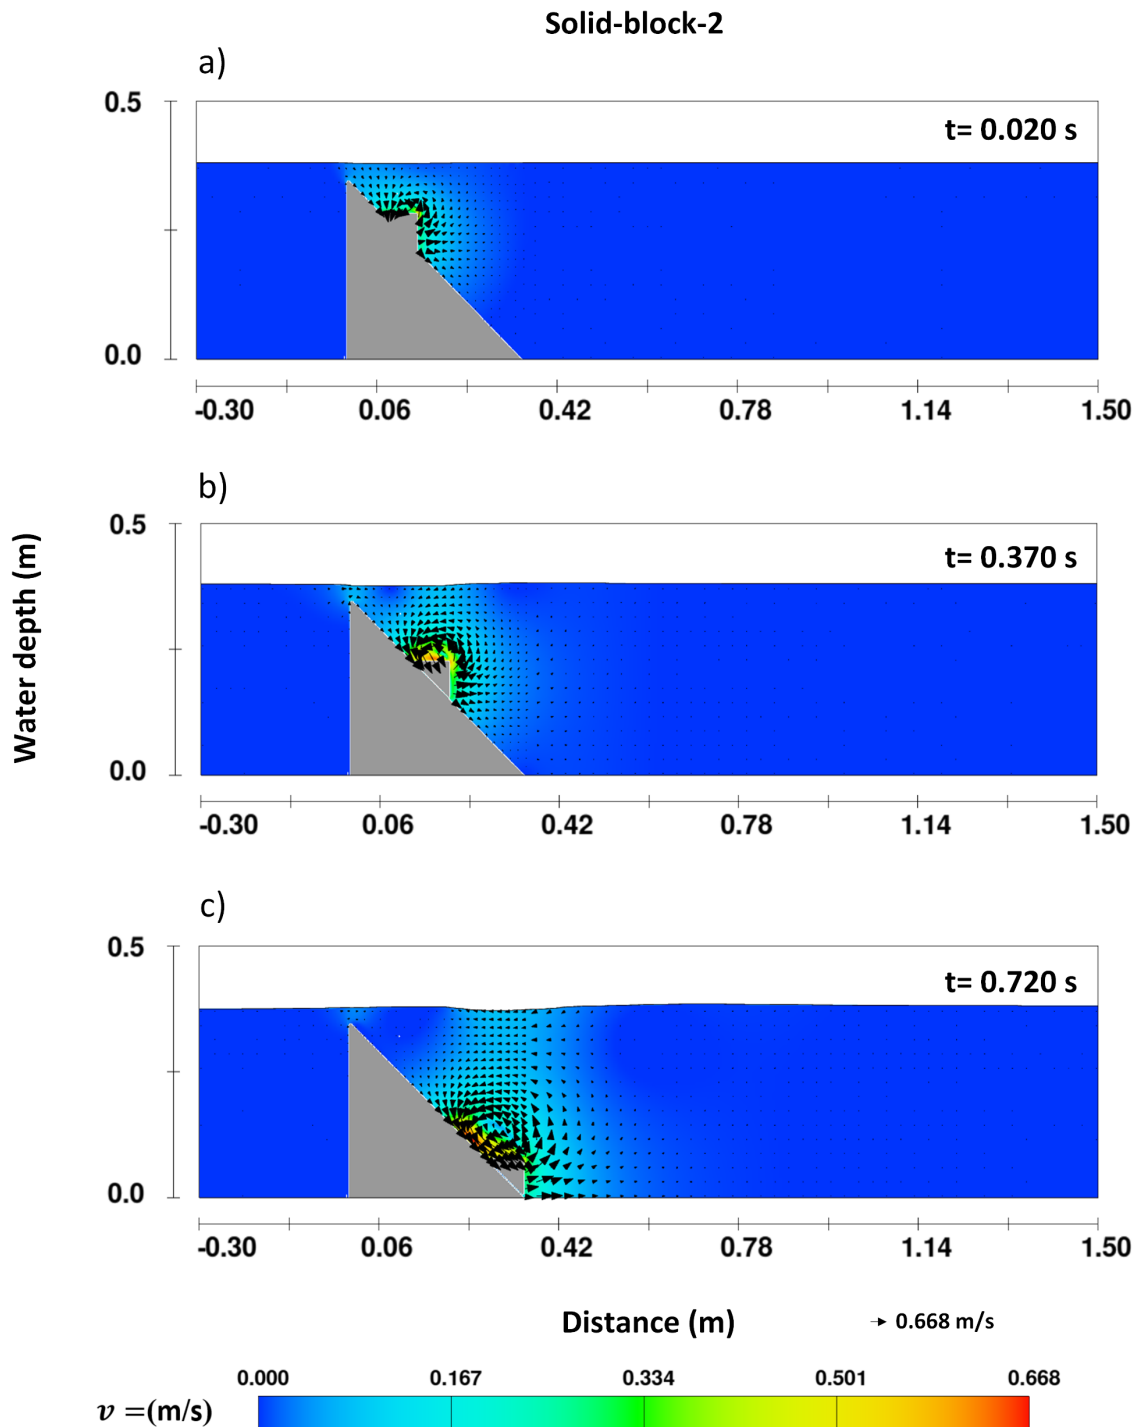 Solid-block-2
a)
0.5
t= 0.020 s
0.0
-0.30 0.06 0.42 0.78 1.14 1.50
b)
0.5
t= 0.370 s
Water depth (m)
0.0
-0.30 0.06 0.42 0.78 1.14 1.50
c)
0.5
t= 0.720 s
0.0
-0.30 0.06 0.42 0.78 1.14 1.50
Distance (m)
0.668 m/s
0.000 0.167 0.334 0.501 0.668
v =(m/s)